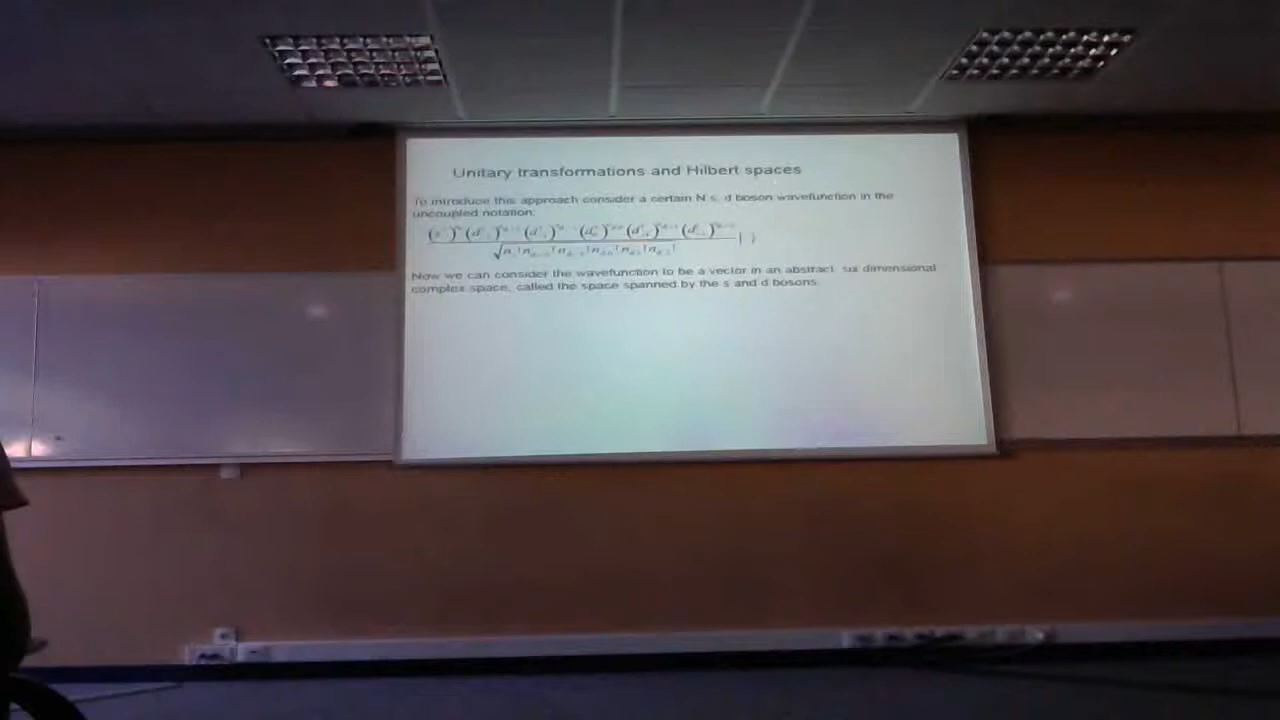 Unitary transformations and Hilbert spaces
To introduce this approach consider a certain N s, d boson wavefunction in the
uncoupled notation:
Now we can consider the wavefunction to be a vector in an abstract, six dimensional
complex space, called the space spanned by the s and d bosons.